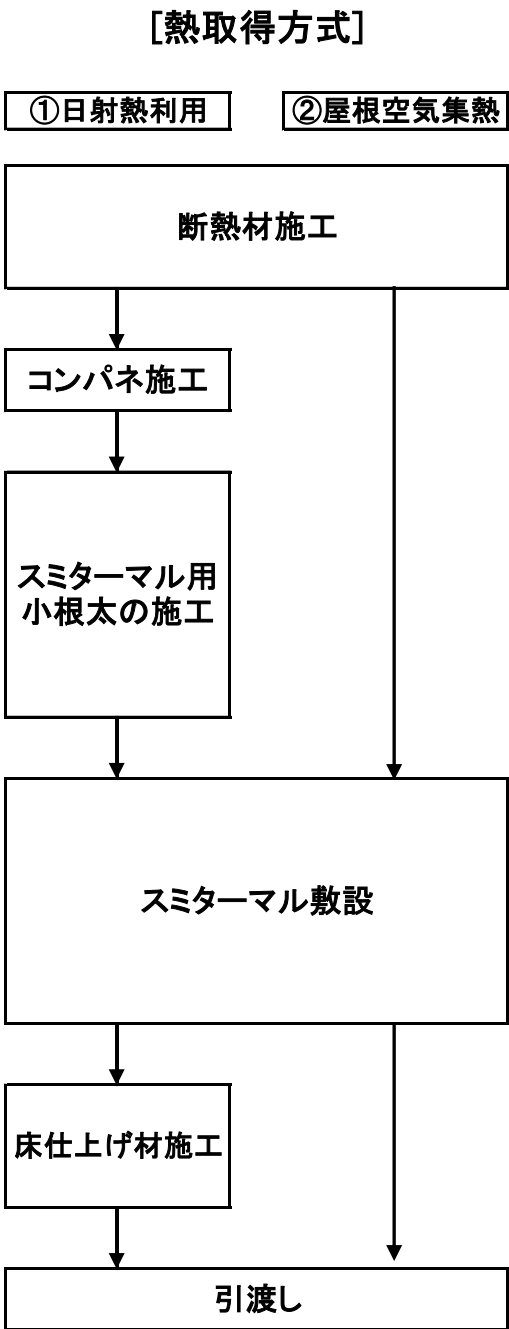 [熱取得方式]
①日射熱利用
②屋根空気集熱
断熱材施工
コンパネ施工
スミターマル用
小根太の施工
スミターマル敷設
床仕上げ材施工
引渡し